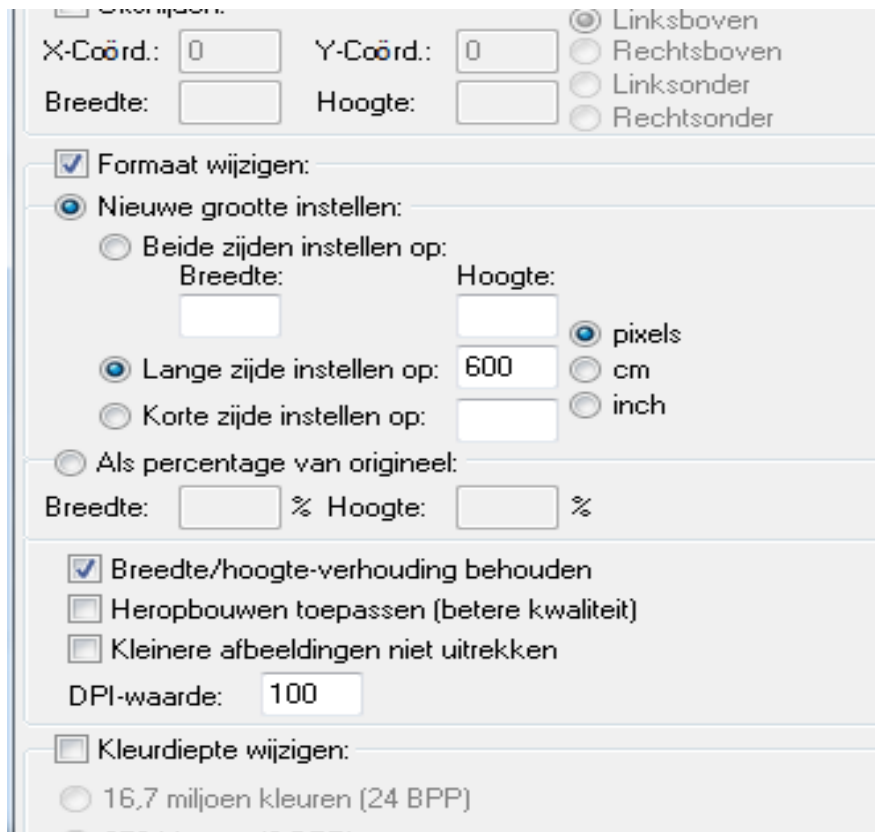 Linksboven
X-Coörd.: 0 Y-Coörd.: 0 Rechtsboven
Linksonder
Breedte: Hoogte:
Rechtsonder
Formaat wijzigen:
Nieuwe grootte instellen:
Beide zijden instellen op:
Breedte: Hoogte:
pixels
Lange zijde instellen op: 600 cm
Korte zijde instellen op: inch
Als percentage van origineel:
Breedte: % Hoogte: %
Breedte/hoogte-verhouding behouden
Heropbouwen toepassen (betere kwaliteit)
Kleinere afbeeldingen niet uitrekken
DPI-waarde: 100
Kleurdiepte wijzigen:
16,7 miljoen kleuren (24 BPP)